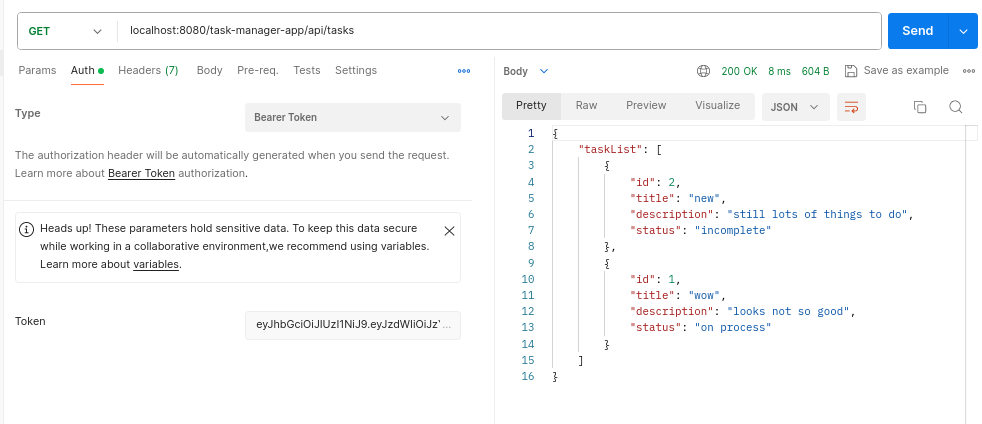 GET localhost:8080/task-manager-app/api/tasks Send
Params Auth Headers (7) Body Pre-req. Tests Settings
Type Bearer Token
The authorization header will be automatically generated when you send the request.
Learn more about Bearer Token authorization.
Heads up! These parameters hold sensitive data. To keep this data secure
while working in a collaborative environment,we recommend using variables.
Learn more about variables.
Token eyJhbGciOiJIUzI1NiJ9.eyJzdWIiOiJz'...
Body 200 OK 8 ms 604 B Save as example
Pretty Raw Preview Visualize JSON
1 {
2 "taskList": [
3 {
4 "id": 2,
5 "title": "new",
6 "description": "still lots of things to do",
7 "status": "incomplete"
8 },
9 {
10 "id": 1,
11 "title": "wow",
12 "description": "looks not so good",
13 "status": "on process"
14 }
15 ]
16 }